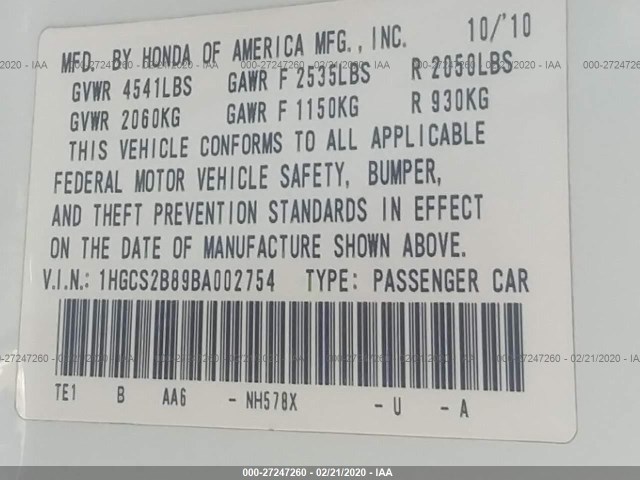 MFD. BY HONDA OF AMERICA MFG., INC. 10/'10
GVWR 4541LBS GAWR F 2535LBS R 2050LBS
GVWR 2060KG GAWR F 1150KG R 930KG
THIS VEHICLE CONFORMS TO ALL APPLICABLE
FEDERAL MOTOR VEHICLE SAFETY, BUMPER,
AND THEFT PREVENTION STANDARDS IN EFFECT
ON THE DATE OF MANUFACTURE SHOWN ABOVE.
V.I.N.: 1HGCS2B89BA002754 TYPE: PASSENGER CAR
TE1 B AA6 - NH578X - U - A
000-27247260 - 02/21/2020 - IAA